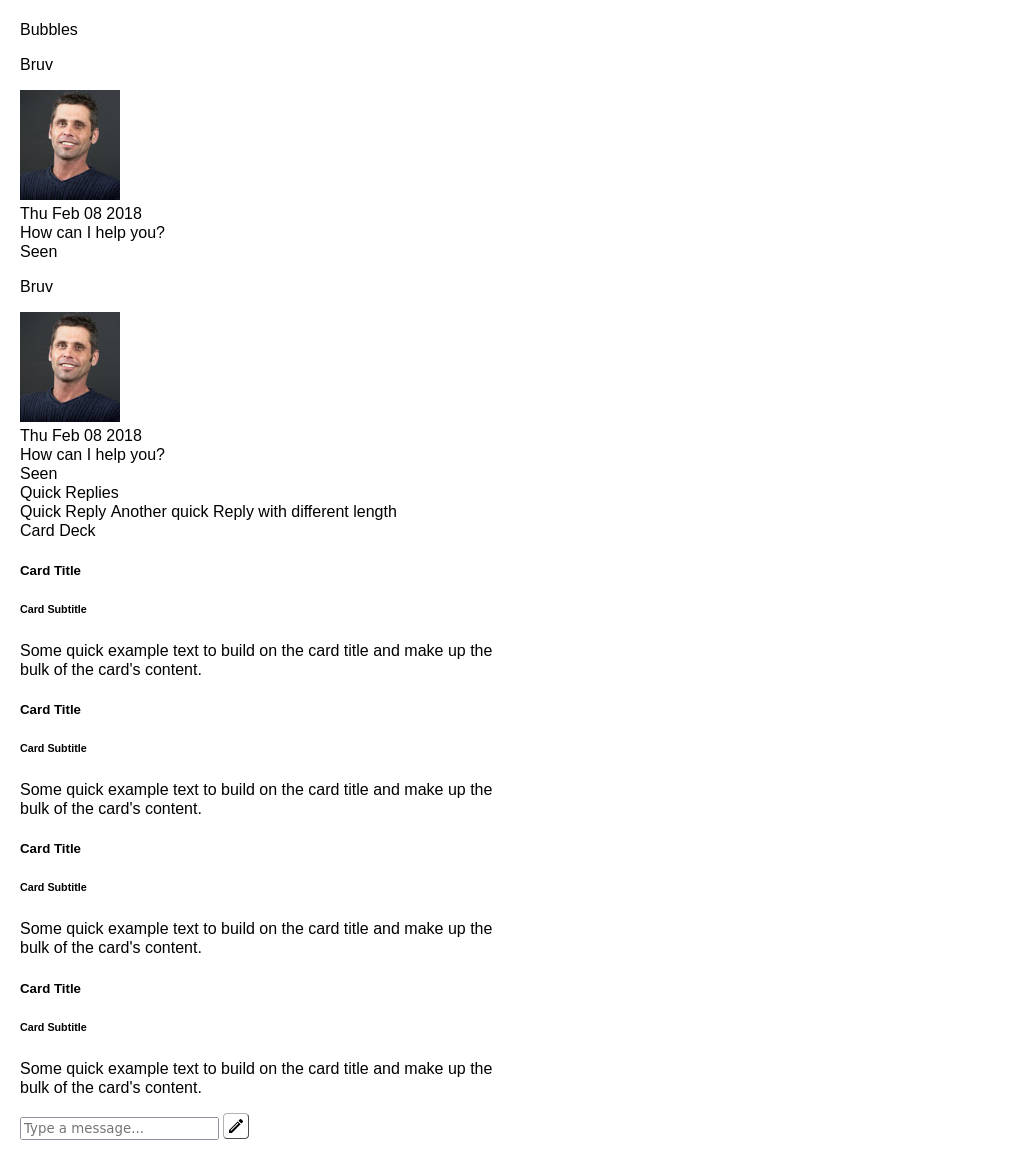 Bubbles
Bruv
Thu Feb 08 2018
How can I help you?
Seen
Bruv
Thu Feb 08 2018
How can I help you?
Seen
Quick Replies
Quick Reply Another quick Reply with different length
Card Deck
Card Title
Card Subtitle
Some quick example text to build on the card title and make up the
bulk of the card's content.
Card Title
Card Subtitle
Some quick example text to build on the card title and make up the
bulk of the card's content.
Card Title
Card Subtitle
Some quick example text to build on the card title and make up the
bulk of the card's content.
Card Title
Card Subtitle
Some quick example text to build on the card title and make up the
bulk of the card's content.
Type a message...